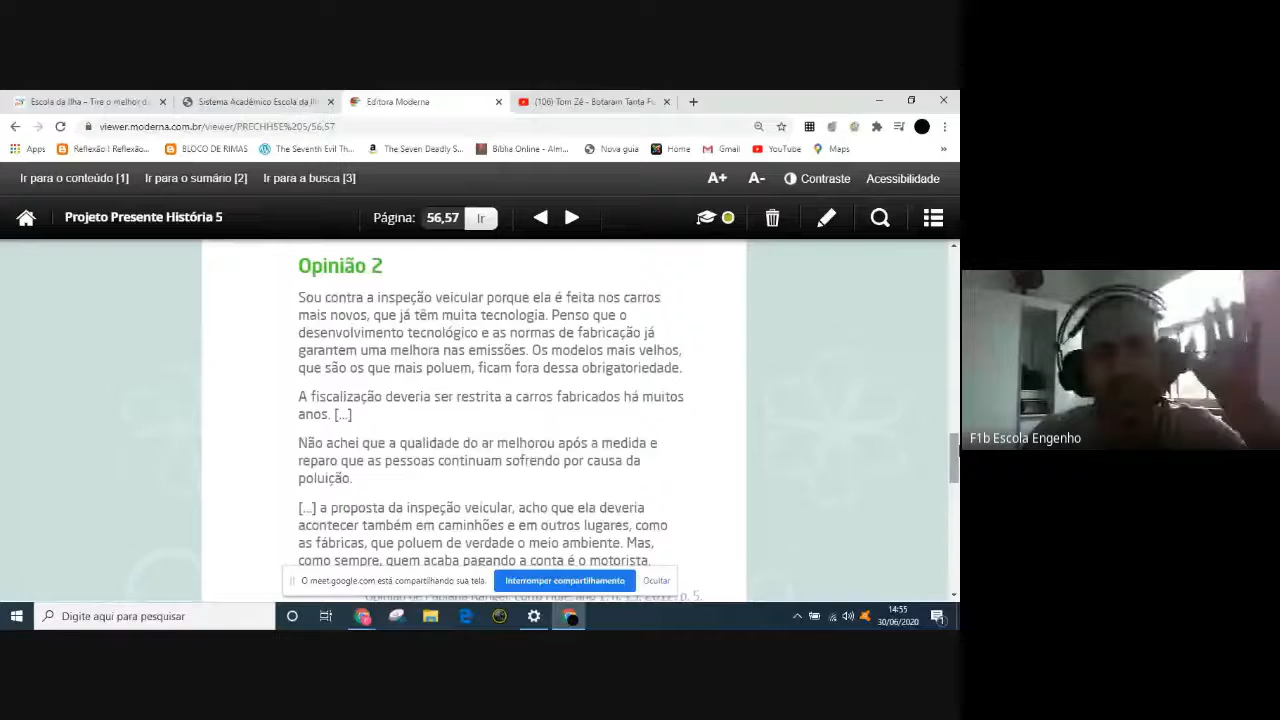 Escola da Ilha – Tire o melhor d
Sistema Acadêmico Escola da Ilh
Editora Moderna
(106) Tom Zé - Botaram Tanta Fu
viewer.moderna.com.br/viewer/PRECHH5E%205/56,57
Apps
Reflexão l Reflexão...
BLOCO DE RIMAS
The Seventh Evil Th...
The Seven Deadly S...
Bíblia Online - Alm...
Nova guia
Home
Gmail
YouTube
Maps
»
Ir para o conteúdo [1]
Ir para o sumário [2]
Ir para a busca [3]
A+
A-
Contraste
Acessibilidade
Projeto Presente História 5
Página:
56,57
Ir
Opinião 2
Sou contra a inspeção veicular porque ela é feita nos carros
mais novos, que já têm muita tecnologia. Penso que o
desenvolvimento tecnológico e as normas de fabricação já
garantem uma melhora nas emissões. Os modelos mais velhos,
que são os que mais poluem, ficam fora dessa obrigatoriedade.
A fiscalização deveria ser restrita a carros fabricados há muitos
anos. [...]
Não achei que a qualidade do ar melhorou após a medida e
reparo que as pessoas continuam sofrendo por causa da
poluição.
[...] a proposta da inspeção veicular, acho que ela deveria
acontecer também em caminhões e em outros lugares, como
as fábricas, que poluem de verdade o meio ambiente. Mas,
como sempre, quem acaba pagando a conta é o motorista.
O meet.google.com está compartilhando sua tela.
Interromper compartilhamento
Ocultar
p. 5.
F1b Escola Engenho
Digite aqui para pesquisar
14:55
30/06/2020